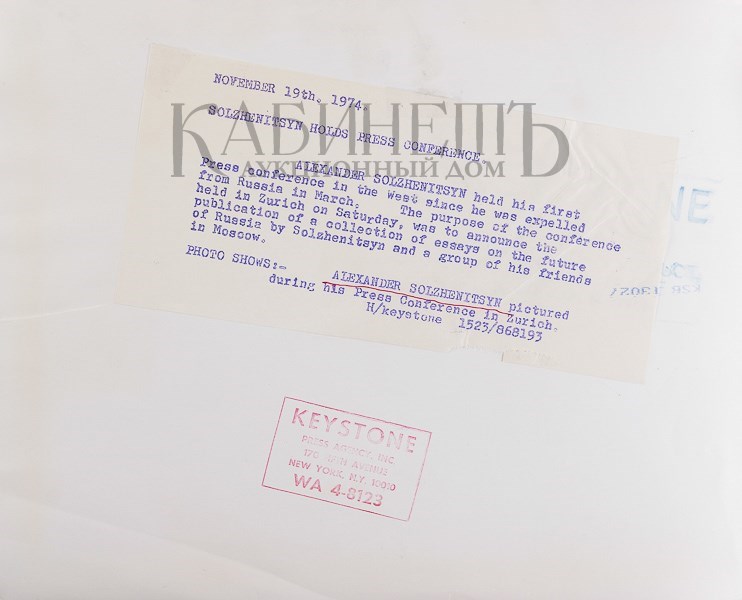 NOVEMBER 19th. 1974.
SOLZHENITSYN HOLDS PRESS CONFERENCE
КАБИНЕТЪ
АУКЦИОННЫЙ ДОМ
ALEXANDER SOLZHENITSYN held his first
Press conference in the West since he was expelled
from Russia in March. The purpose of the conference
held in Zurich on Saturday, was to announce the
publication of a collection of essays on the future
of Russia by Solzhenitsyn and a group of his friends
in Moscow.
PHOTO SHOWS:-
ALEXANDER SOLZHENITSYN pictured
during his Press Conference in Zurich.
H/keystone 1523/868193
NE
KEYSTONE
PRESS AGENCY, INC
170 AVENUE
NEW YORK, N.Y. 10010
WA 4-8123